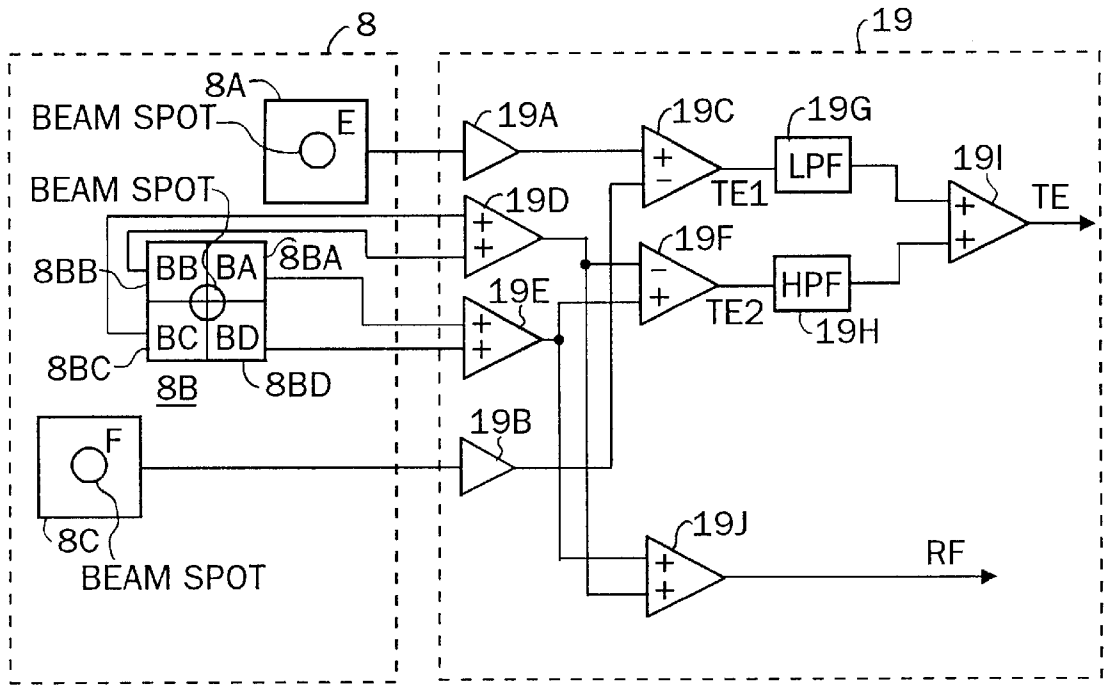 8
19
8A
BEAM SPOT
E
19A
19C
19G
+
−
LPF
TE1
19I
TE
+
+
BEAM SPOT
19D
+
+
19F
−
+
TE2
HPF
19H
8BB
BB
BA
8BA
BC
BD
8BC
8BD
8B
19E
+
+
19B
F
8C
BEAM SPOT
19J
+
+
RF